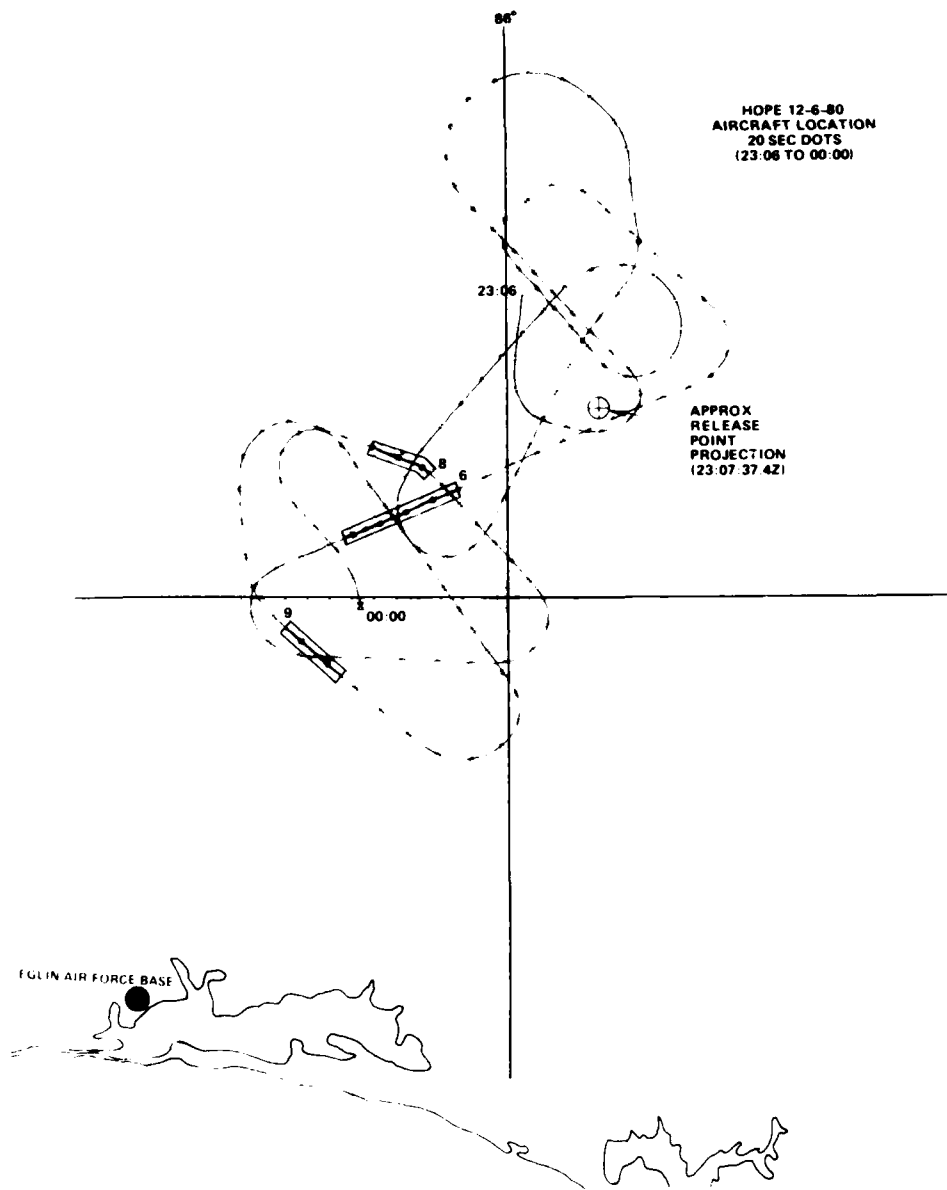 86°
HOPE 12-6-80
AIRCRAFT LOCATION
20 SEC DOTS
(23:06 TO 00:00)
23:06
APPROX
RELEASE
POINT
PROJECTION
(23:07:37.4Z)
8
6
00:00
9
EGLIN AIR FORCE BASE